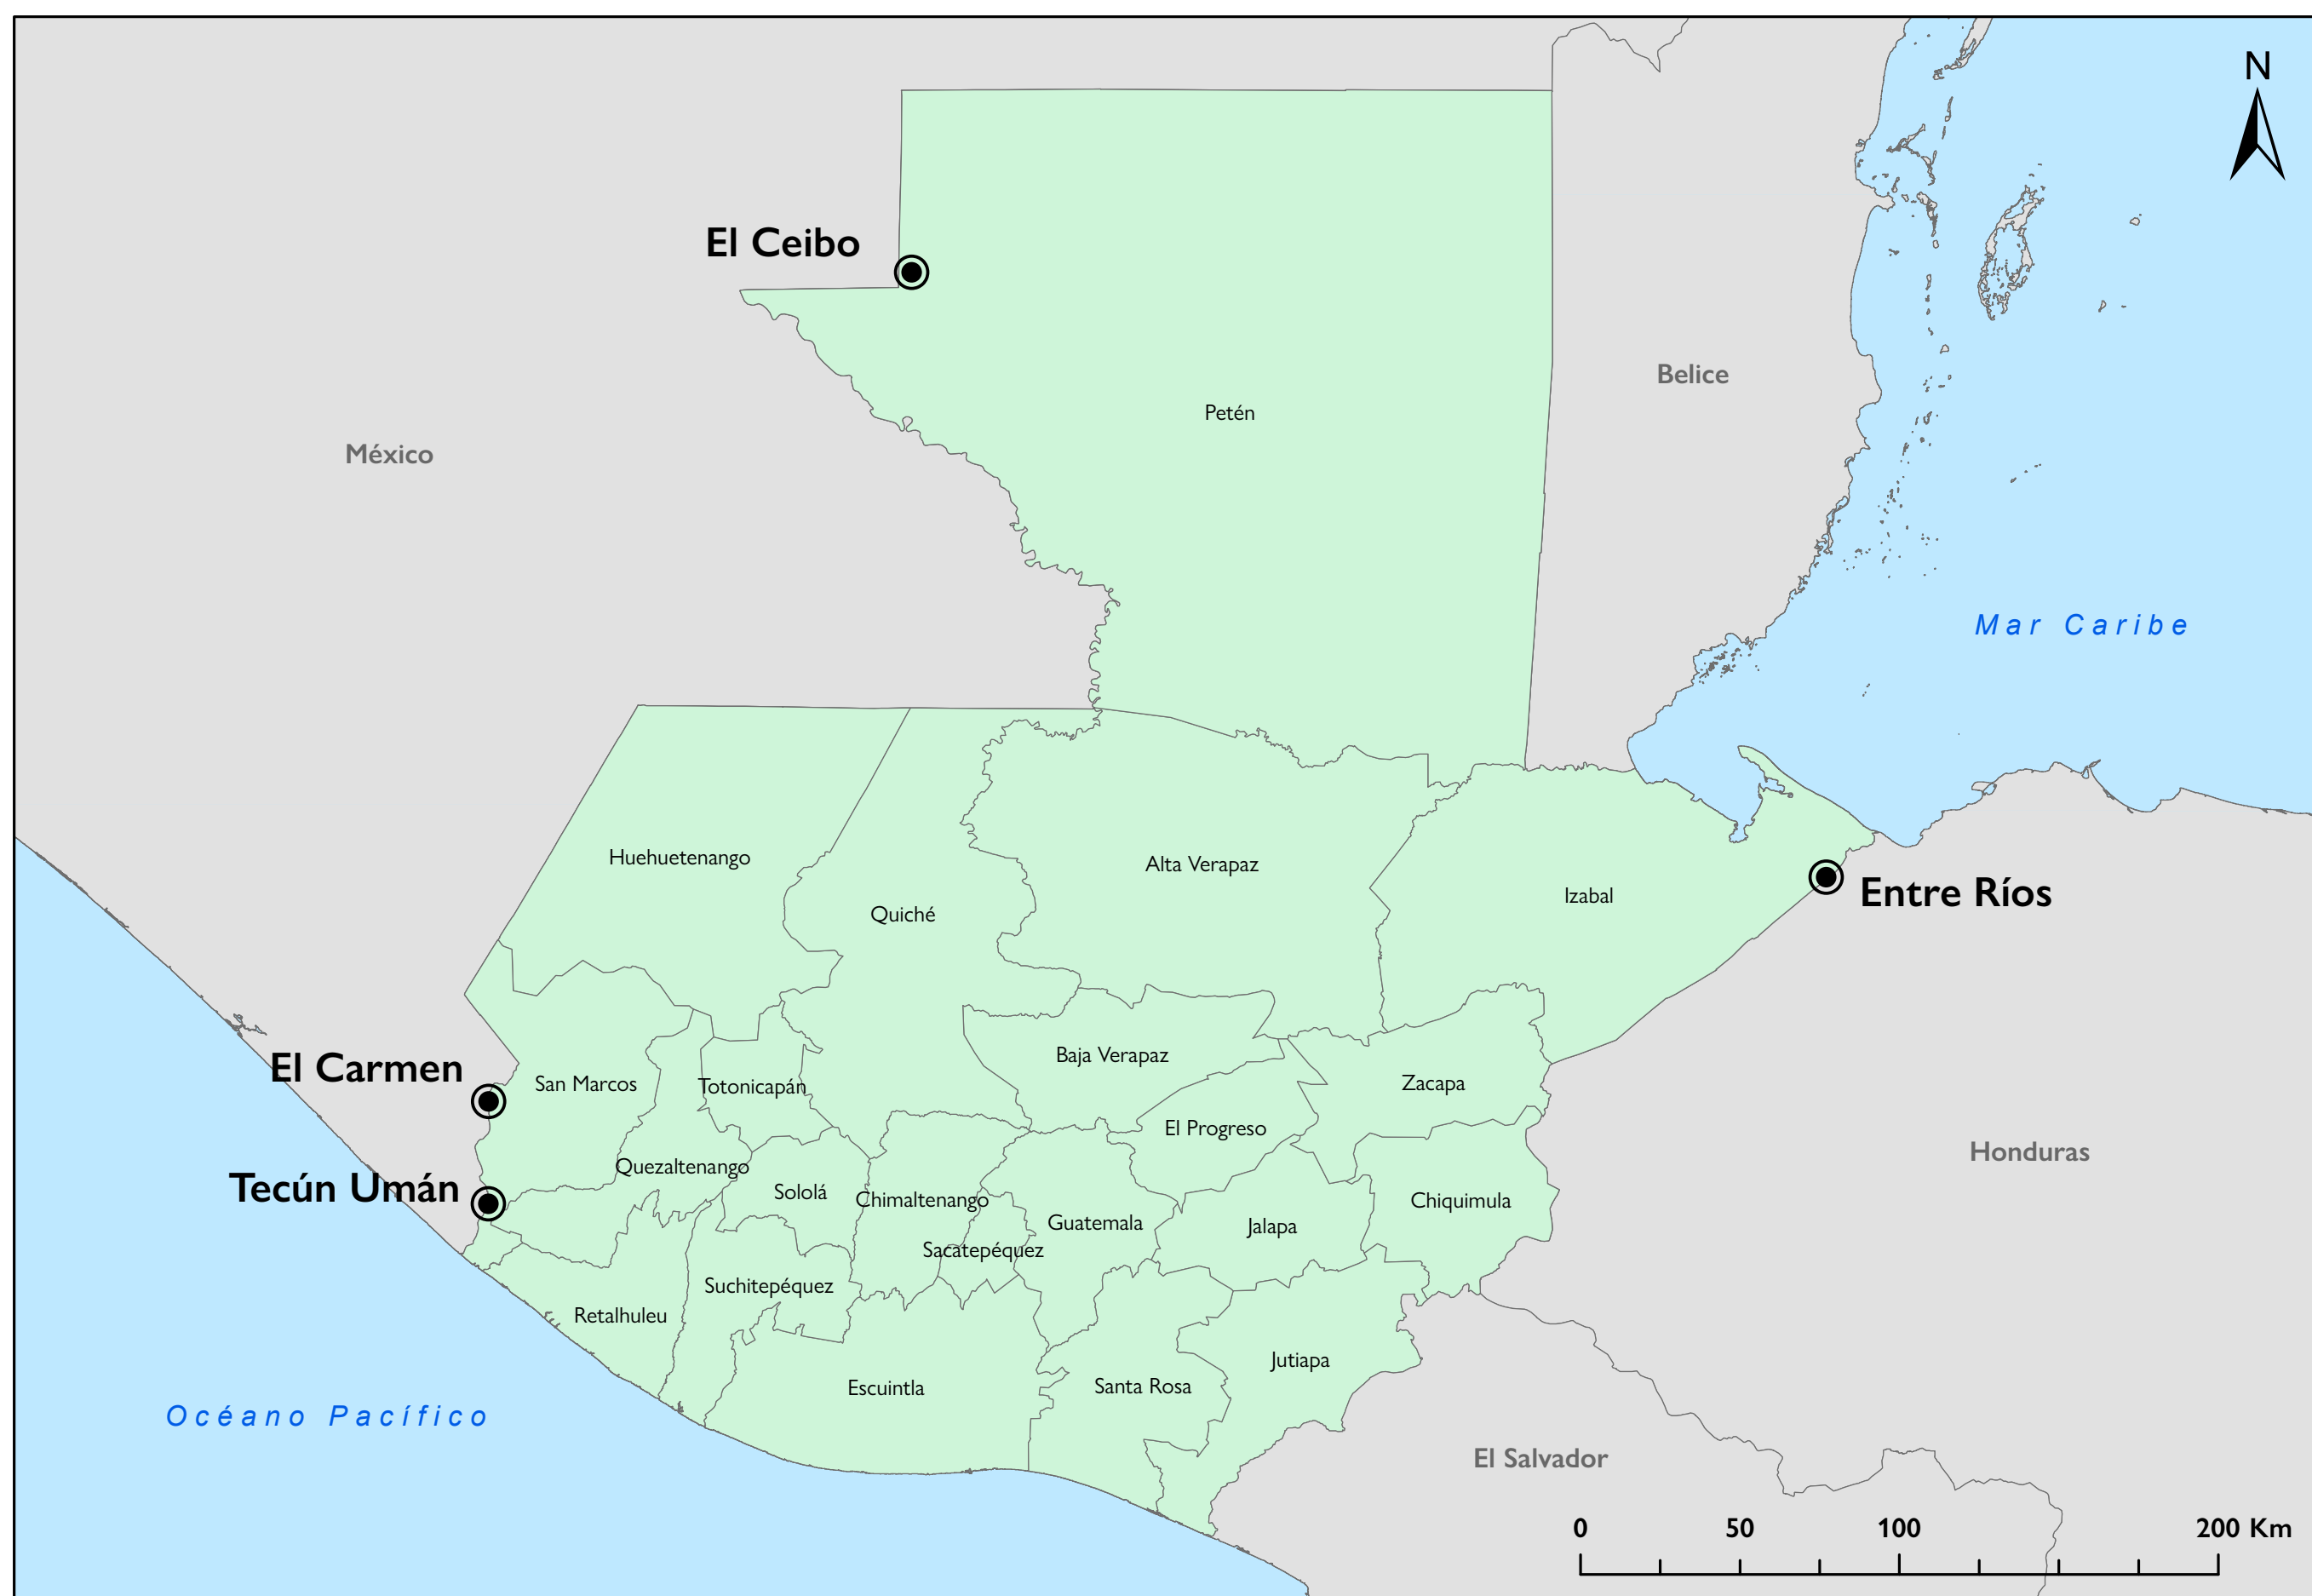 N
El Ceibo
Belice
Petén
México
Mar Caribe
Huehuetenango
Alta Verapaz
Izabal
Entre Ríos
Quiché
El Carmen
San Marcos
Totonicapán
Baja Verapaz
Zacapa
El Progreso
Honduras
Quezaltenango
Tecún Umán
Sololá
Chimaltenango
Chiquimula
Guatemala
Jalapa
Sacatepéquez
Suchitepéquez
Retalhuleu
Jutiapa
Escuintla
Santa Rosa
Océano Pacífico
El Salvador
0 50 100 200 Km